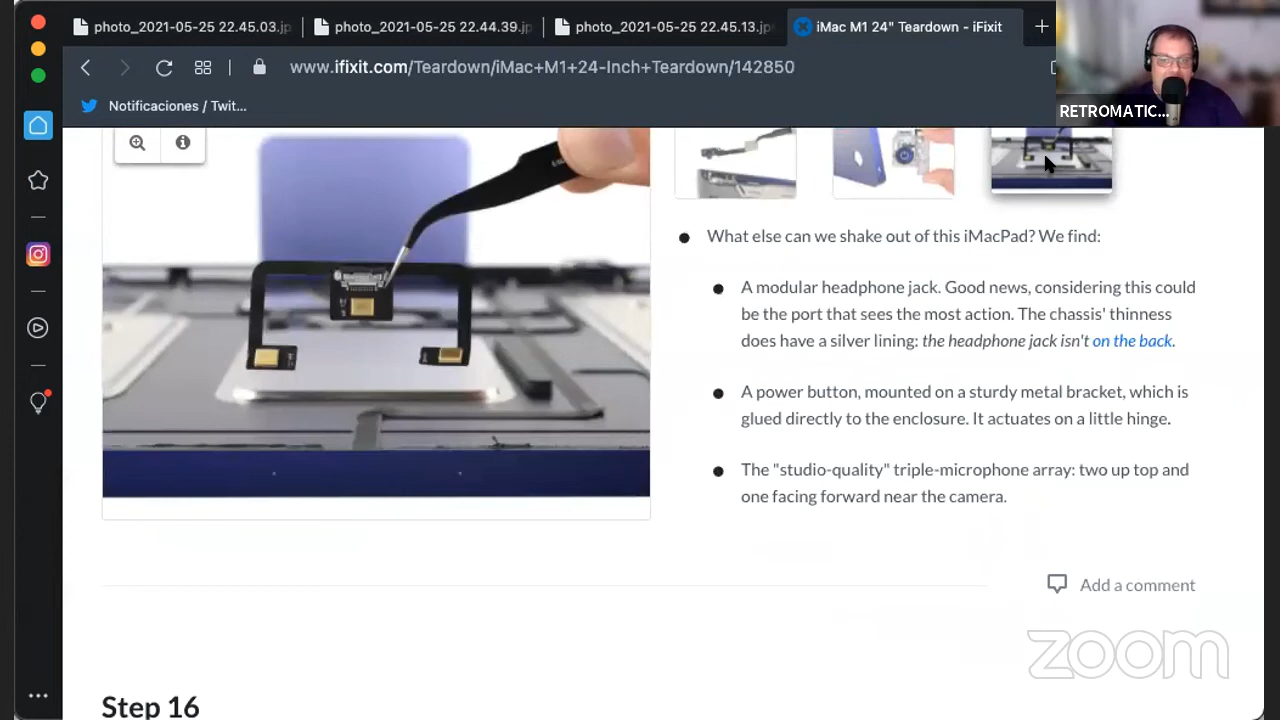 photo_2021-05-25 22.45.03.jp
photo_2021-05-25 22.44.39.jp
photo_2021-05-25 22.45.13.jp
iMac M1 24" Teardown - iFixit
www.ifixit.com/Teardown/iMac+M1+24-Inch+Teardown/142850
RETROMATIC...
Notificaciones / Twit...
What else can we shake out of this iMacPad? We find:
A modular headphone jack. Good news, considering this could
be the port that sees the most action. The chassis' thinness
does have a silver lining: the headphone jack isn't on the back.
A power button, mounted on a sturdy metal bracket, which is
glued directly to the enclosure. It actuates on a little hinge.
The "studio-quality" triple-microphone array: two up top and
one facing forward near the camera.
Add a comment
zoom
Step 16